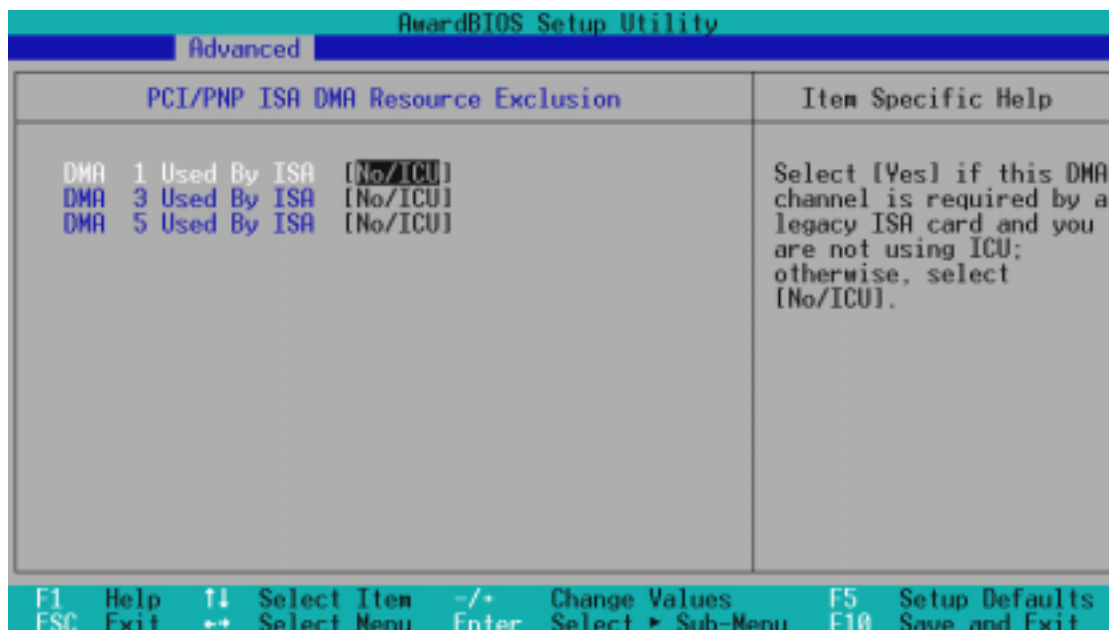 AwardBIOS Setup Utility
Advanced
PCI/PNP ISA DMA Resource Exclusion
Item Specific Help
DMA 1 Used By ISA [No/ICU]
DMA 3 Used By ISA [No/ICU]
DMA 5 Used By ISA [No/ICU]
Select [Yes] if this DMA
channel is required by a
legacy ISA card and you
are not using ICU;
otherwise, select
[No/ICU].
F1 Help ↑↓ Select Item -/+ Change Values F5 Setup Defaults
ESC Exit ←→ Select Menu Enter Select ► Sub-Menu F10 Save and Exit